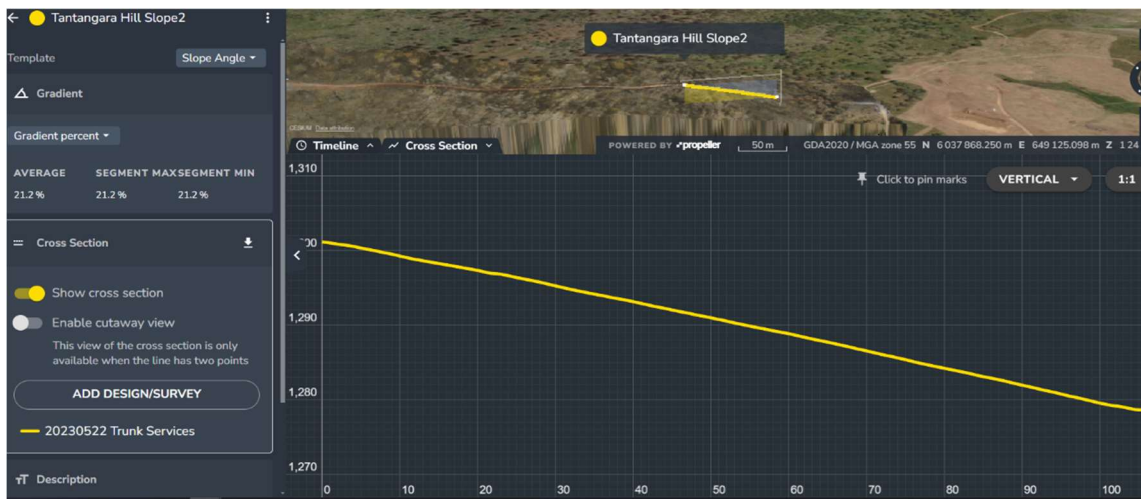 Tantangara Hill Slope2
Template
Slope Angle
Gradient
Gradient percent
AVERAGE SEGMENT MAX SEGMENT MIN
21.2 % 21.2 % 21.2 %
Cross Section
Show cross section
Enable cutaway view
This view of the cross section is only
available when the line has two points
ADD DESIGN/SURVEY
20230522 Trunk Services
Description
Tantangara Hill Slope2
CESIUM Data attribution
Timeline Cross Section POWERED BY propeller 50 m GDA2020 / MGA zone 55 N 6 037 868.250 m E 649 125.098 m Z 1 24
1,310
Click to pin marks VERTICAL 1:1
00
1,290
1,280
1,270
0 10 20 30 40 50 60 70 80 90 100